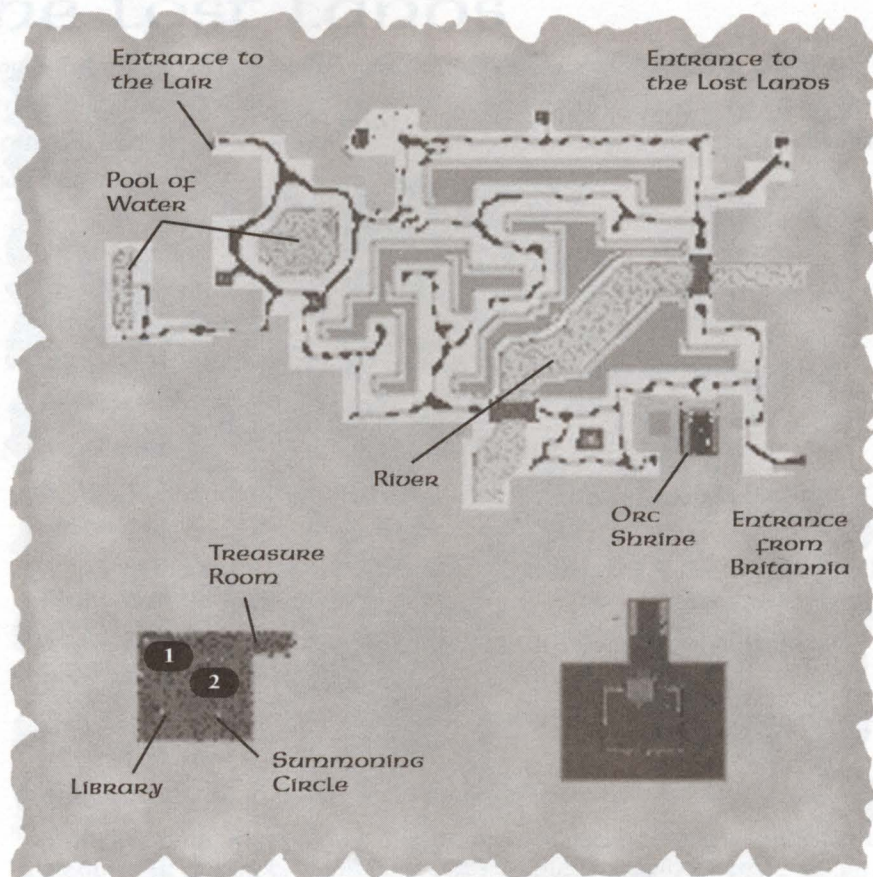 Entrance to
the Lair
Entrance to
the Lost Lands
Pool of
Water
River
Orc
Shrine
Entrance
from
Britannia
Treasure
Room
1
2
Library
Summoning
Circle